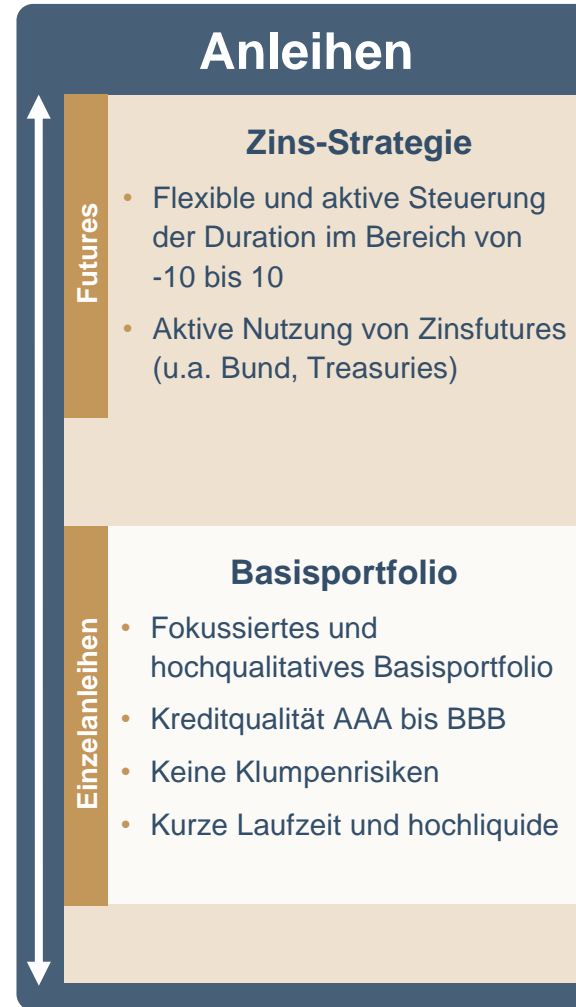 Anleihen
Futures
Zins-Strategie
• Flexible und aktive Steuerung
der Duration im Bereich von
-10 bis 10
• Aktive Nutzung von Zinsfutures
(u.a. Bund, Treasuries)
Einzelanleihen
Basisportfolio
• Fokussiertes und
hochqualitatives Basisportfolio
• Kreditqualität AAA bis BBB
• Keine Klumpenrisiken
• Kurze Laufzeit und hochliquide